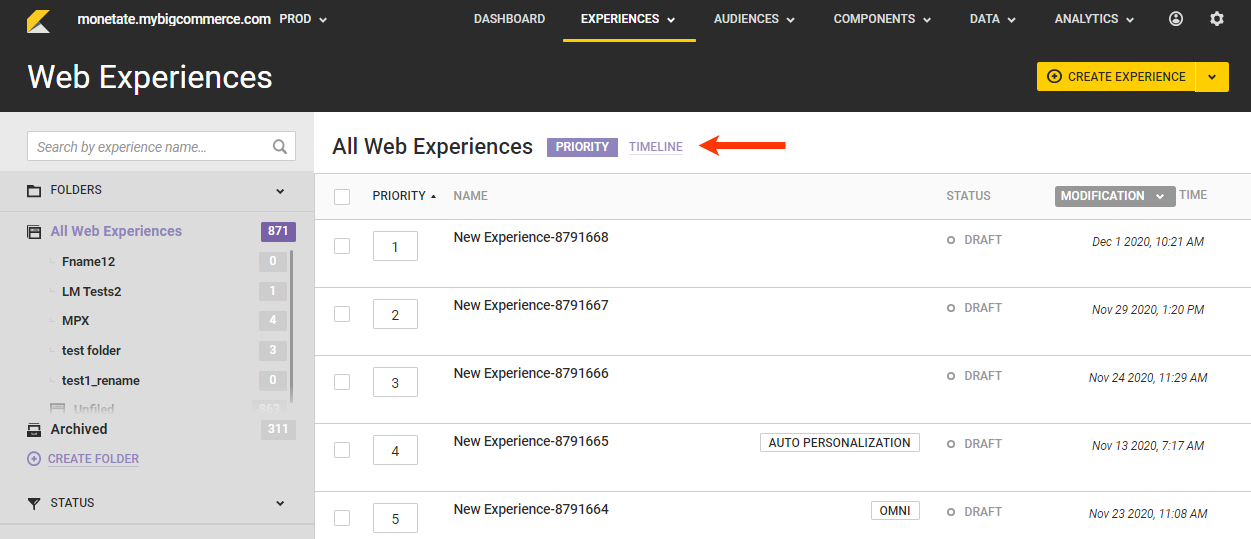 monetate.mybigcommerce.com PROD
DASHBOARD EXPERIENCES AUDIENCES COMPONENTS DATA ANALYTICS
Web Experiences
CREATE EXPERIENCE
Search by experience name...
FOLDERS
All Web Experiences 871
Fname12 0
LM Tests2 1
MPX 4
test folder 3
test1_rename 0
Unfiled 863
Archived 311
CREATE FOLDER
STATUS
All Web Experiences PRIORITY TIMELINE
PRIORITY NAME STATUS MODIFICATION TIME
1 New Experience-8791668 DRAFT Dec 1 2020, 10:21 AM
2 New Experience-8791667 DRAFT Nov 29 2020, 1:20 PM
3 New Experience-8791666 DRAFT Nov 24 2020, 11:29 AM
4 New Experience-8791665 AUTO PERSONALIZATION DRAFT Nov 13 2020, 7:17 AM
5 New Experience-8791664 OMNI DRAFT Nov 23 2020, 11:08 AM